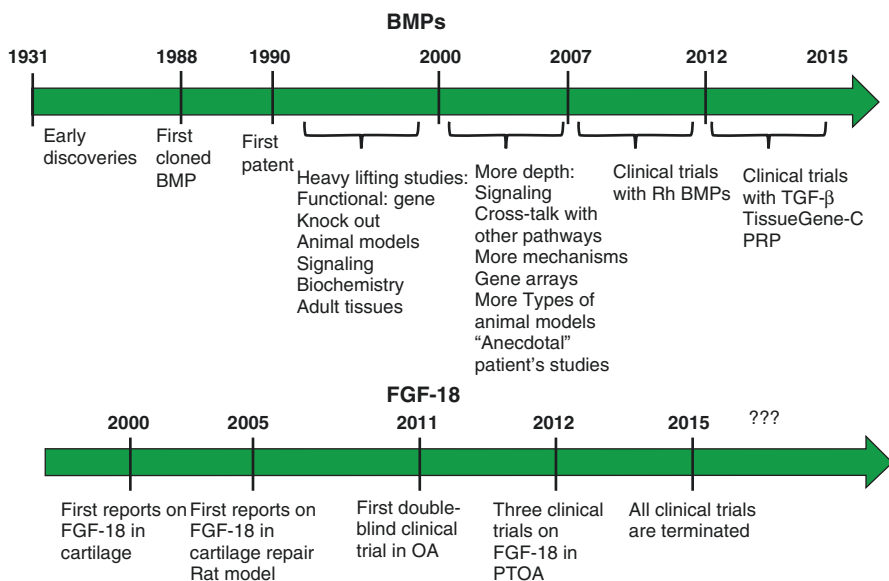 BMPs
1931 1988 1990 2000 2007 2012 2015
Early
discoveries
First
cloned
BMP
First
patent
Heavy lifting studies:
Functional: gene
Knock out
Animal models
Signaling
Biochemistry
Adult tissues
More depth:
Signaling
Cross-talk with
other pathways
More mechanisms
Gene arrays
More Types of
animal models
“Anecdotal”
patient's studies
Clinical trials
with Rh BMPs
Clinical trials
with TGF-β
TissueGene-C
PRP
FGF-18
2000 2005 2011 2012 2015 ???
First reports on
FGF-18 in
cartilage
First reports on
FGF-18 in
cartilage repair
Rat model
First double-
blind clinical
trial in OA
Three clinical
trials on
FGF-18 in
PTOA
All clinical trials
are terminated